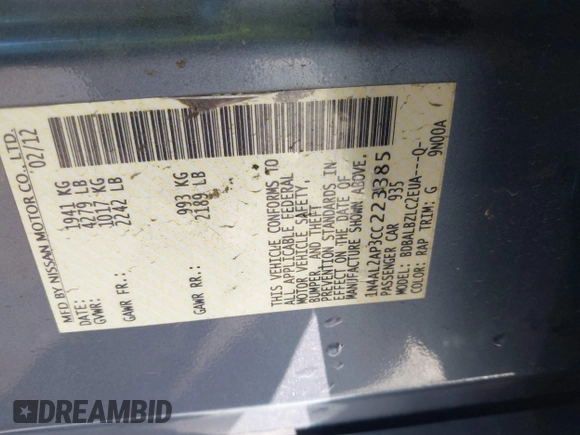 MFD BY NISSAN MOTOR CO., LTD.
DATE: 02/12
GVWR: 1941 KG
4279 LB
GAWR FR.: 1017 KG
2242 LB
GAWR RR.: 993 KG
2189 LB
THIS VEHICLE CONFORMS TO
ALL APPLICABLE FEDERAL
MOTOR VEHICLE SAFETY,
BUMPER, AND THEFT
PREVENTION STANDARDS IN
EFFECT ON THE DATE OF
MANUFACTURE SHOWN ABOVE.
1N4AL2AP3CC223385
PASSENGER CAR 935
MODEL: BDBALBZLC2EUA---Q-
COLOR: RAP TRIM: G 9N00A
DREAMBID